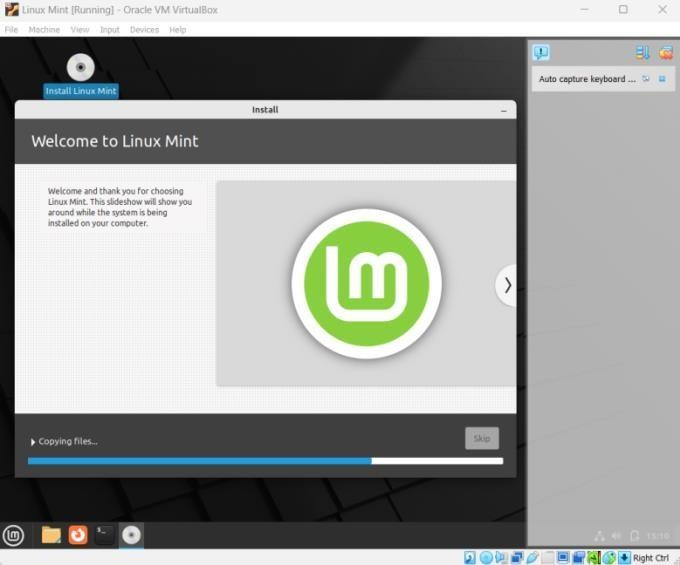 Linux Mint [Running] - Oracle VM VirtualBox
File Machine View Input Devices Help
Install Linux Mint
Auto capture keyboard ...
Install
Welcome to Linux Mint
Welcome and thank you for choosing
Linux Mint. This slideshow will show you
around while the system is being
installed on your computer.
lm
Copying files...
Skip
15:10
Right Ctrl